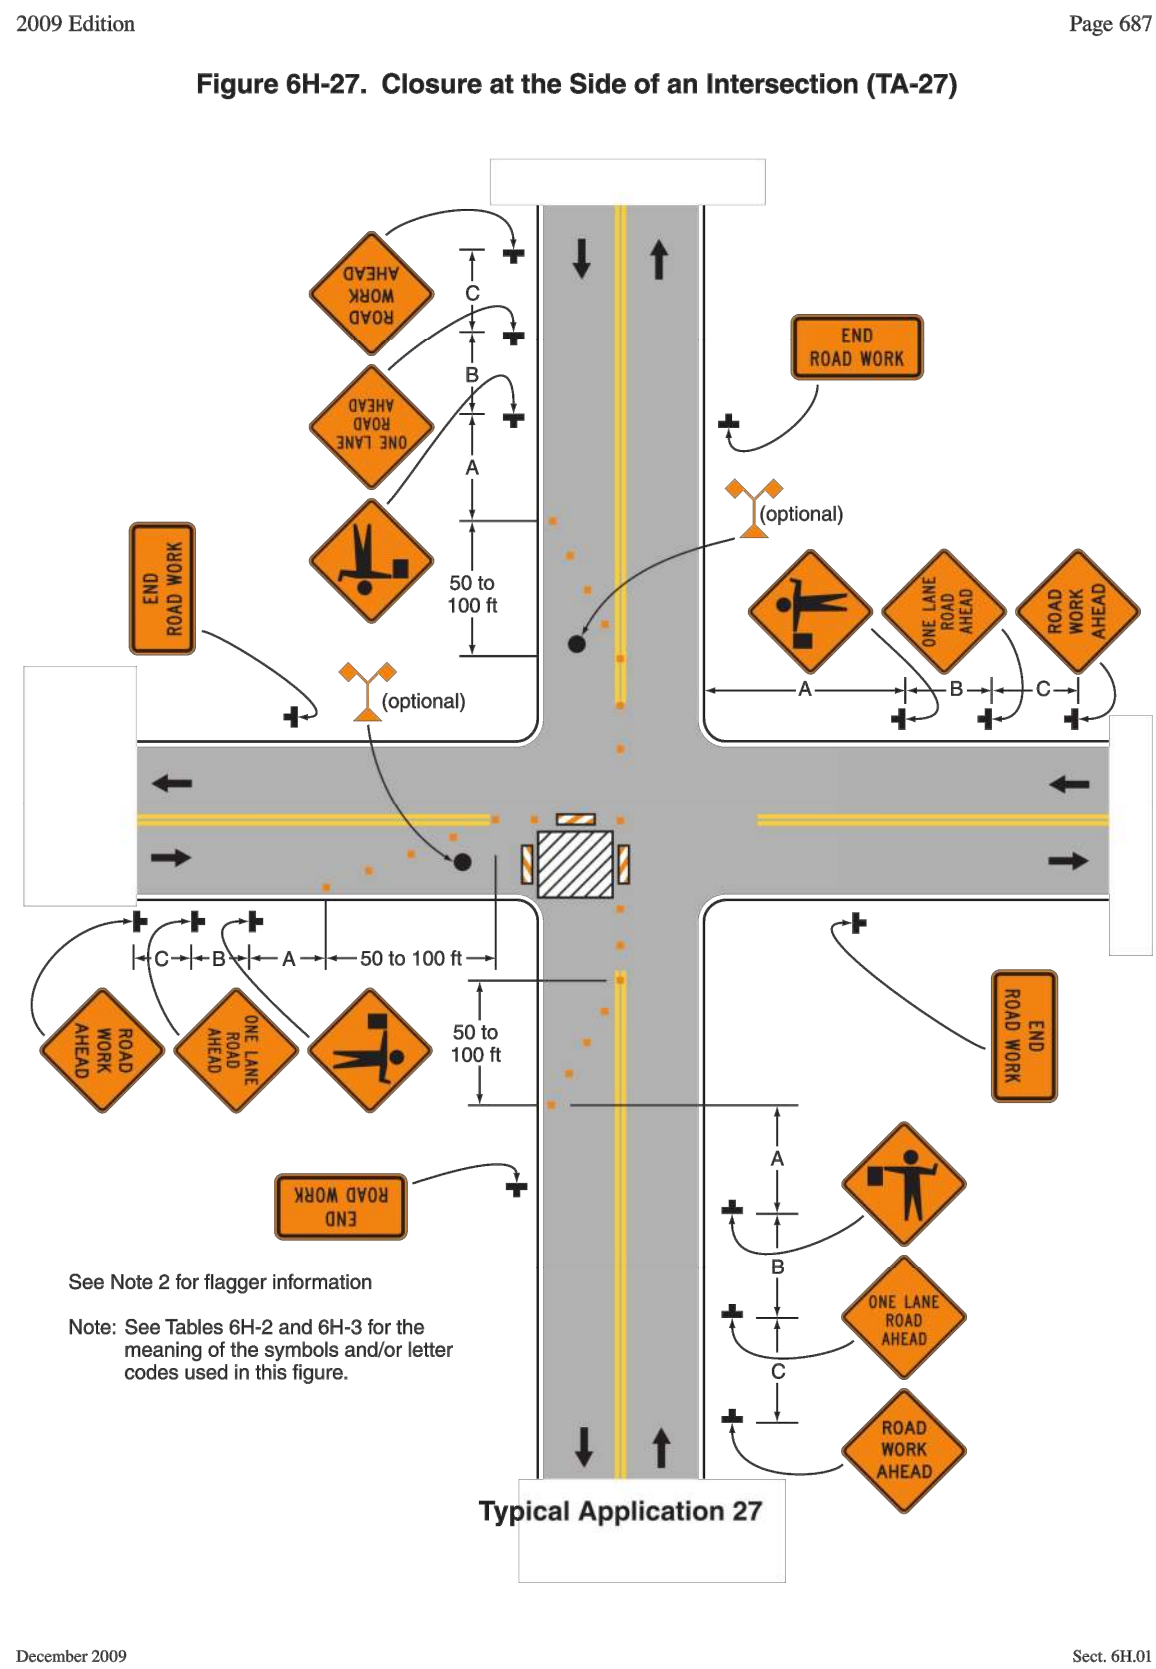 2009 Edition
Page 687
Figure 6H-27. Closure at the Side of an Intersection (TA-27)
ROAD
WORK
AHEAD
C
ONE LANE
ROAD
AHEAD
B
A
50 to
100 ft
END
ROAD WORK
(optional)
END
ROAD WORK
(optional)
ONE LANE
ROAD
AHEAD
ROAD
WORK
AHEAD
A
B
C
C
B
A
50 to 100 ft
ROAD
WORK
AHEAD
ONE LANE
ROAD
AHEAD
50 to
100 ft
END
ROAD WORK
A
END
ROAD WORK
B
ONE LANE
ROAD
AHEAD
C
ROAD
WORK
AHEAD
See Note 2 for flagger information
Note: See Tables 6H-2 and 6H-3 for the
meaning of the symbols and/or letter
codes used in this figure.
Typical Application 27
December 2009
Sect. 6H.01